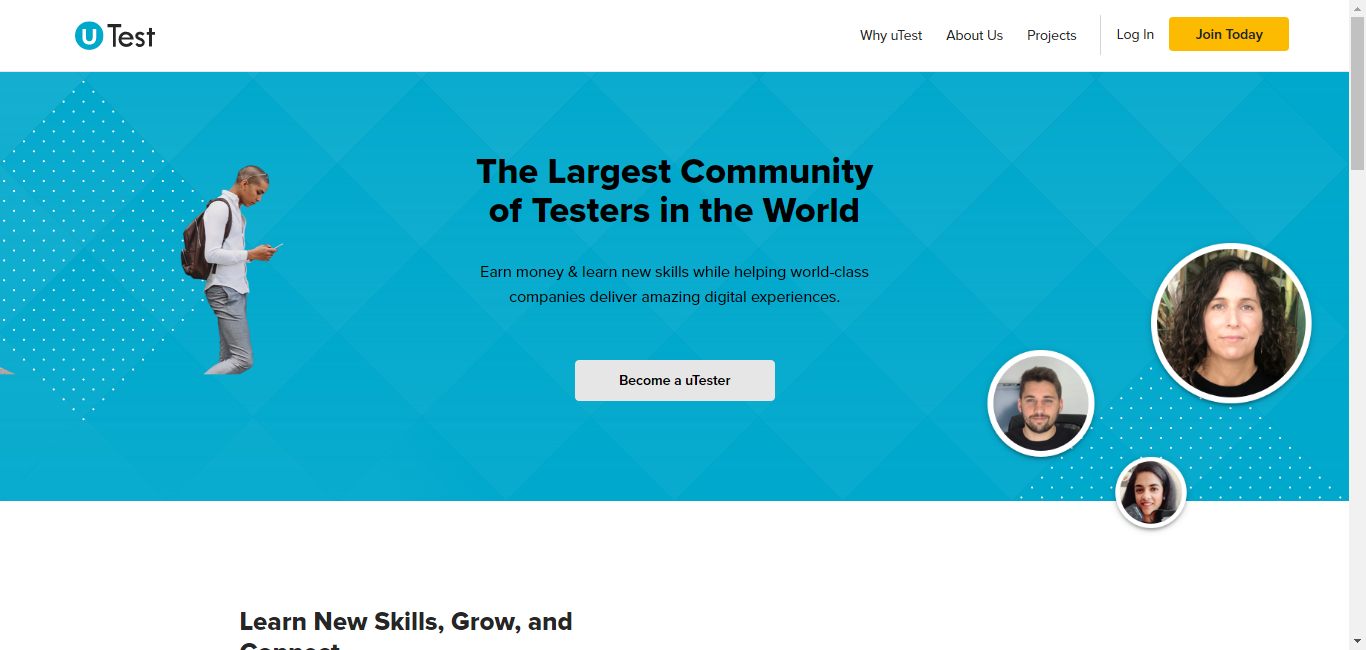 uTest
Why uTest
About Us
Projects
Log In
Join Today
The Largest Community
of Testers in the World
Earn money & learn new skills while helping world-class
companies deliver amazing digital experiences.
Become a uTester
Learn New Skills, Grow, and
Connect